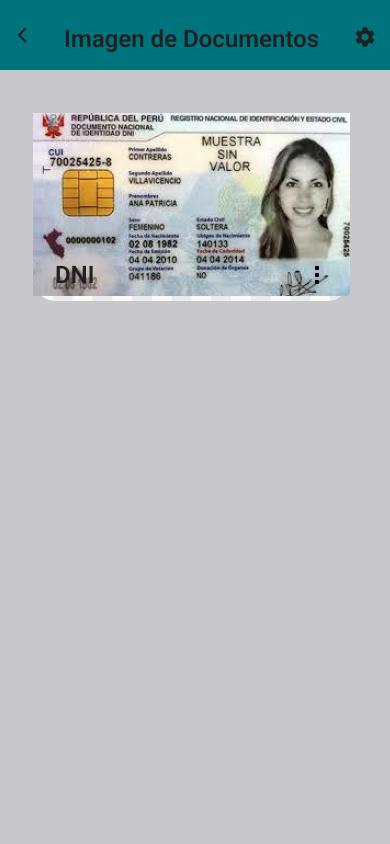 Imagen de Documentos
REPÚBLICA DEL PERÚ REGISTRO NACIONAL DE IDENTIFICACIÓN Y ESTADO CIVIL
DOCUMENTO NACIONAL
DE IDENTIDAD DNI
CUI
70025425-8
Primer Apellido
CONTRERAS
Segundo Apellido
VILLAVICENCIO
Prenombres
ANA PATRICIA
MUESTRA
SIN
VALOR
Sexo Estado Civil
FEMENINO SOLTERA
Fecha de Nacimiento Ubigeo de Nacimiento
02 08 1982 140133
Fecha de Emisión Fecha de Caducidad
04 04 2010 04 04 2014
Grupo de Votación Donación de Órganos
041186 NO
0000000102
70025425
DNI